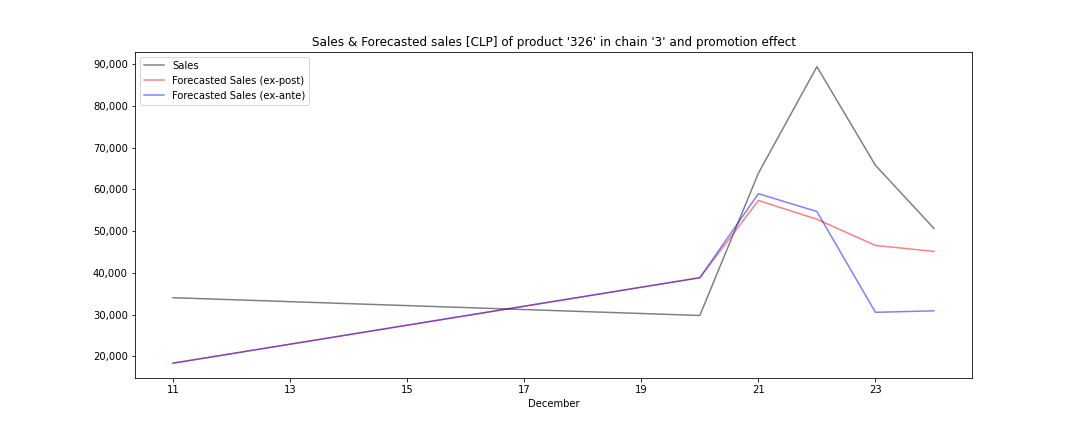 Sales & Forecasted sales [CLP] of product '326' in chain '3' and promotion effect
Sales
Forecasted Sales (ex-post)
Forecasted Sales (ex-ante)
90,000
80,000
70,000
60,000
50,000
40,000
30,000
20,000
11 13 15 17 19 21 23
December